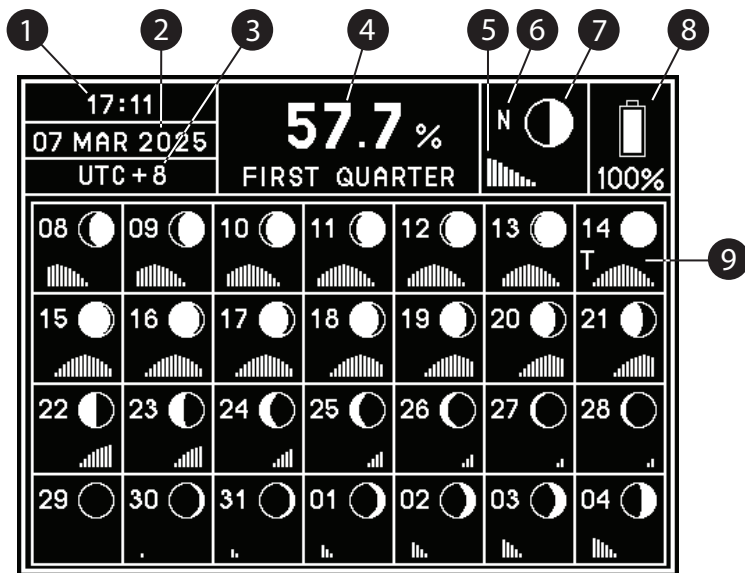 1 2 3 4 5 6 7 8
17:11
07 MAR 2025
UTC+8
57.7 %
FIRST QUARTER
N
100%
08 09 10 11 12 13 14
T
9
15 16 17 18 19 20 21
22 23 24 25 26 27 28
29 30 31 01 02 03 04